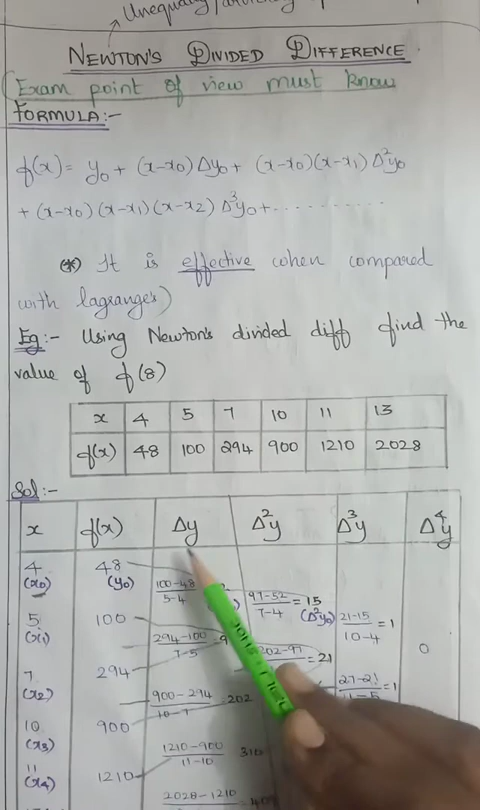 NEWTON'S DIVIDED DIFFERENCE
(Exam point of view must know
FORMULA:-
f(x) = y0 + (x-x0) Δy0 + (x-x0)(x-x1) Δ²y0
+ (x-x0) (x-x1) (x-x2) Δ³y0 + ..........
(*) It is effective when compared
with lagrange's)
Eg:- Using Newton's divided diff find the
value of f(8)
x 4 5 7 10 11 13
f(x) 48 100 294 900 1210 2028
Sol:-
x f(x) Δy Δ²y Δ³y Δ⁴y
4 48
(x0) (y0) 100-48/5-4 97-52/7-4 = 15
(Δ²y0) 21-15/10-4 = 1
5 100
(x1) 294-100/7-5 202-97 = 21
0
7 294
(x2) 900-294/10-7 = 202 27-21/11-5 = 1
10 900
(x3) 1210-900/11-10 310
11 1210
(x4) 2028-1210